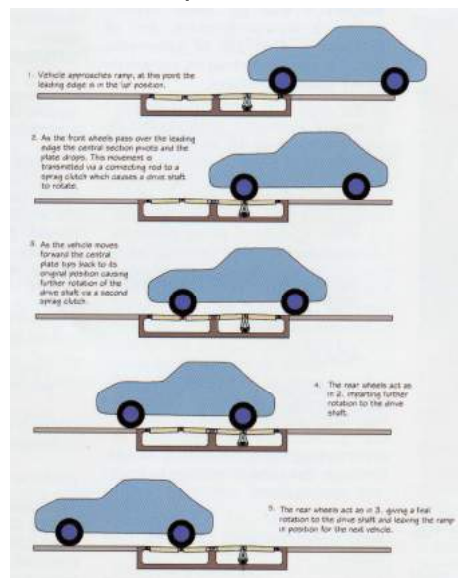 1. Vehicle approaches ramp, at this point the
leading edge is in the 'up' position.
2. As the front wheels pass over the leading
edge the central section pivots and the
plate drops. This movement is
transmitted via a connecting rod to a
sprag clutch which causes a drive shaft
to rotate.
3. As the vehicle moves
forward the central
plate tips back to its
original position causing
further rotation of the
drive shaft via a second
sprag clutch.
4. The rear wheels act as
in 2, imparting further
rotation to the drive
shaft.
5. The rear wheels act as in 3, giving a final
rotation to the drive shaft and leaving the ramp
in position for the next vehicle.